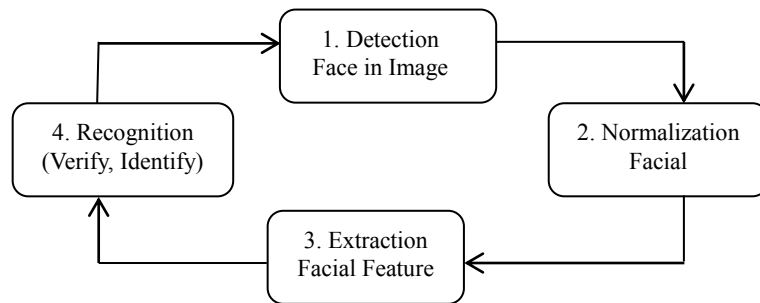 1. Detection
Face in Image
2. Normalization
Facial
3. Extraction
Facial Feature
4. Recognition
(Verify, Identify)